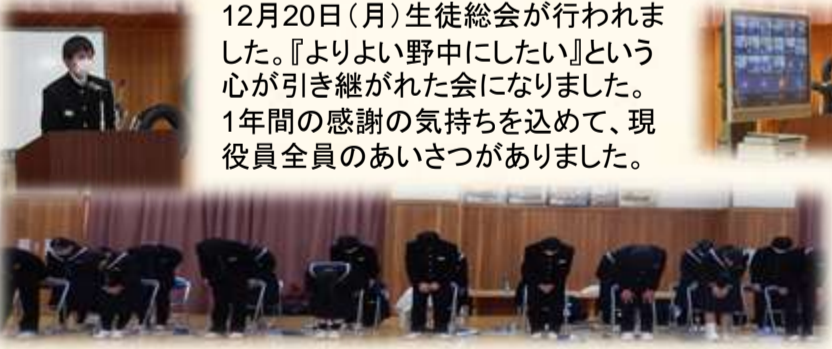 12月20日（月）生徒総会が行われま
した。『よりよい野中にしたい』という
心が引き継がれた会になりました。
1年間の感謝の気持ちを込めて、現
役員全員のあいさつがありました。